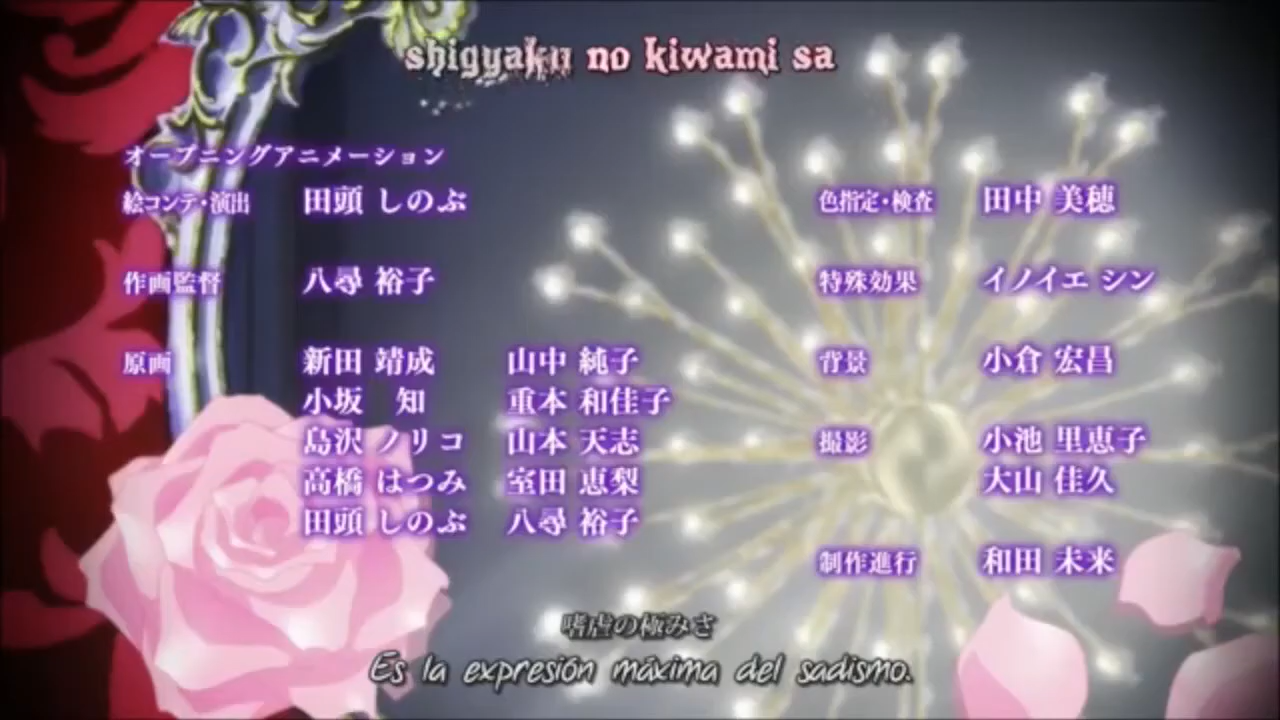 shigyaku no kiwami sa
オープニングアニメーション
絵コンテ・演出 田頭 しのぶ
作画監督 八尋 裕子
原画 新田 靖成 山中 純子
小坂 知 重本 和佳子
島沢 ノリコ 山本 天志
高橋 はつみ 室田 恵梨
田頭 しのぶ 八尋 裕子
色指定・検査 田中 美穂
特殊効果 イノイエ シン
背景 小倉 宏昌
撮影 小池 里恵子
大山 佳久
制作進行 和田 未来
嗜虐の極みさ
Es la expresión máxima del sadismo.